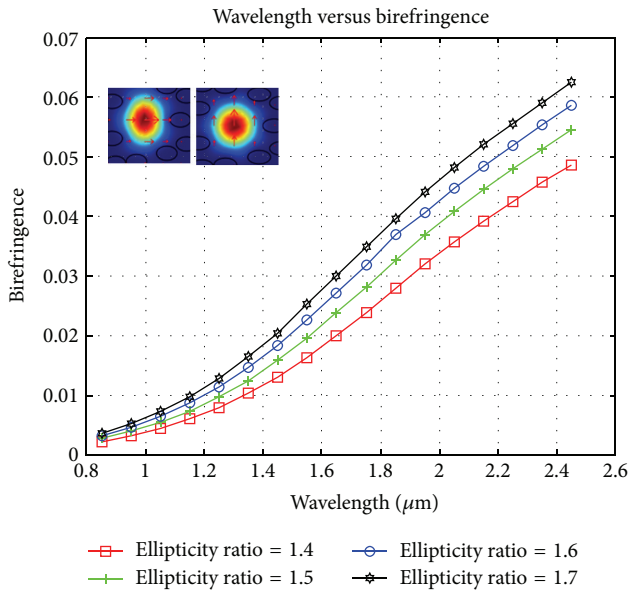 Wavelength versus birefringence
0.07
0.06
0.05
0.04
0.03
0.02
0.01
0
Birefringence
0.8 1 1.2 1.4 1.6 1.8 2 2.2 2.4 2.6
Wavelength (μm)
Ellipticity ratio = 1.4
Ellipticity ratio = 1.5
Ellipticity ratio = 1.6
Ellipticity ratio = 1.7